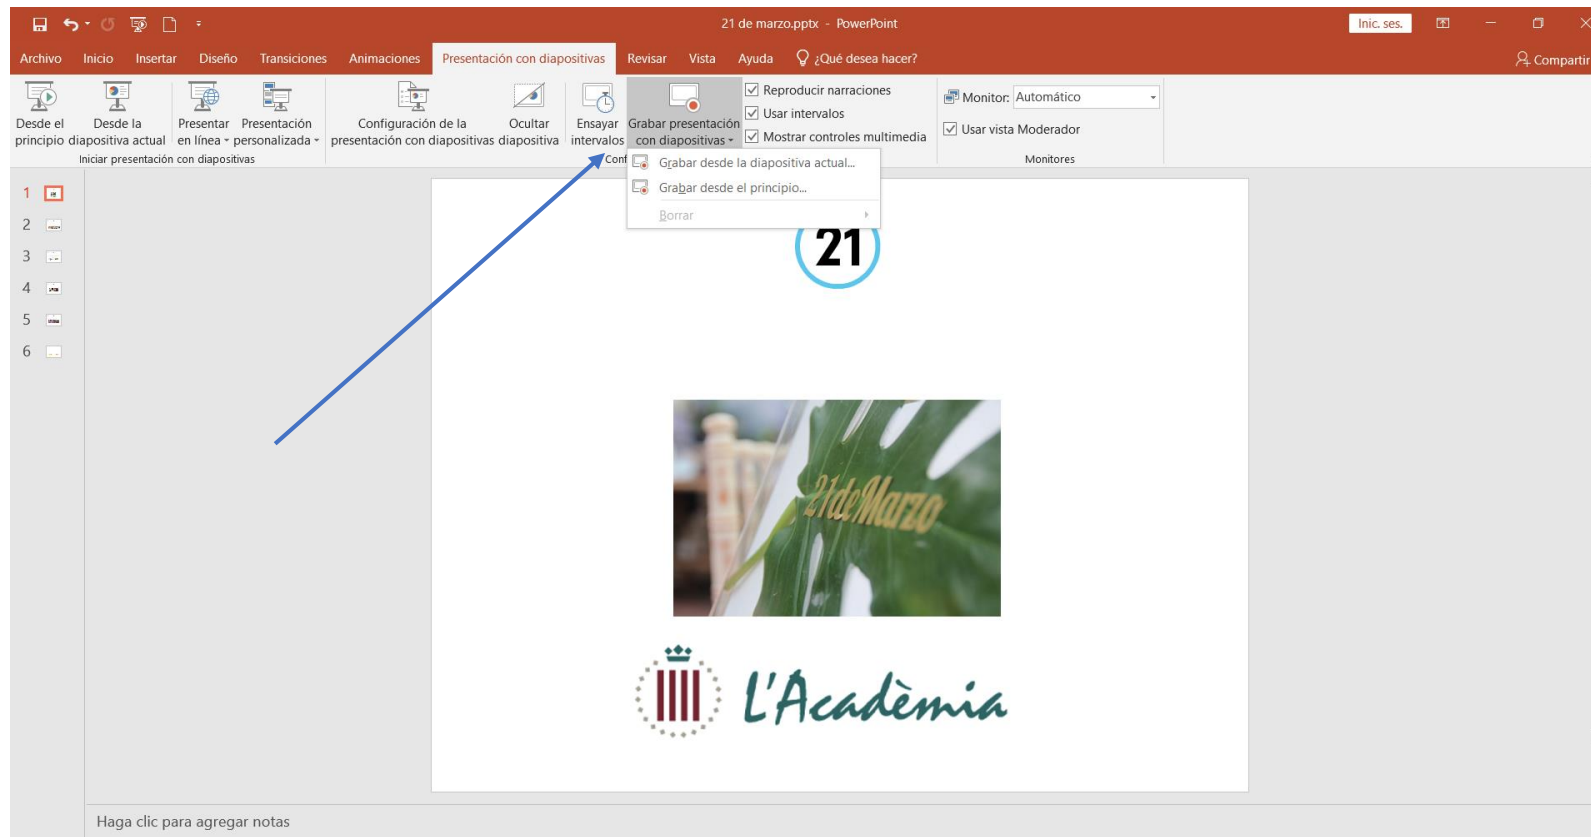 21 de marzo.pptx - PowerPoint
Inic. ses.
Archivo Inicio Insertar Diseño Transiciones Animaciones Presentación con diapositivas Revisar Vista Ayuda ¿Qué desea hacer? Compartir
Desde el principio
Desde la diapositiva actual
Presentar en línea
Presentación personalizada
Iniciar presentación con diapositivas
Configuración de la presentación con diapositivas
Ocultar diapositiva
Ensayar intervalos
Grabar presentación con diapositivas
Reproducir narraciones
Usar intervalos
Mostrar controles multimedia
Conf
Monitor: Automático
Usar vista Moderador
Monitores
Grabar desde la diapositiva actual...
Grabar desde el principio...
Borrar
1
2
3
4
5
6
21
21deMarzo
L'Acadèmia
Haga clic para agregar notas